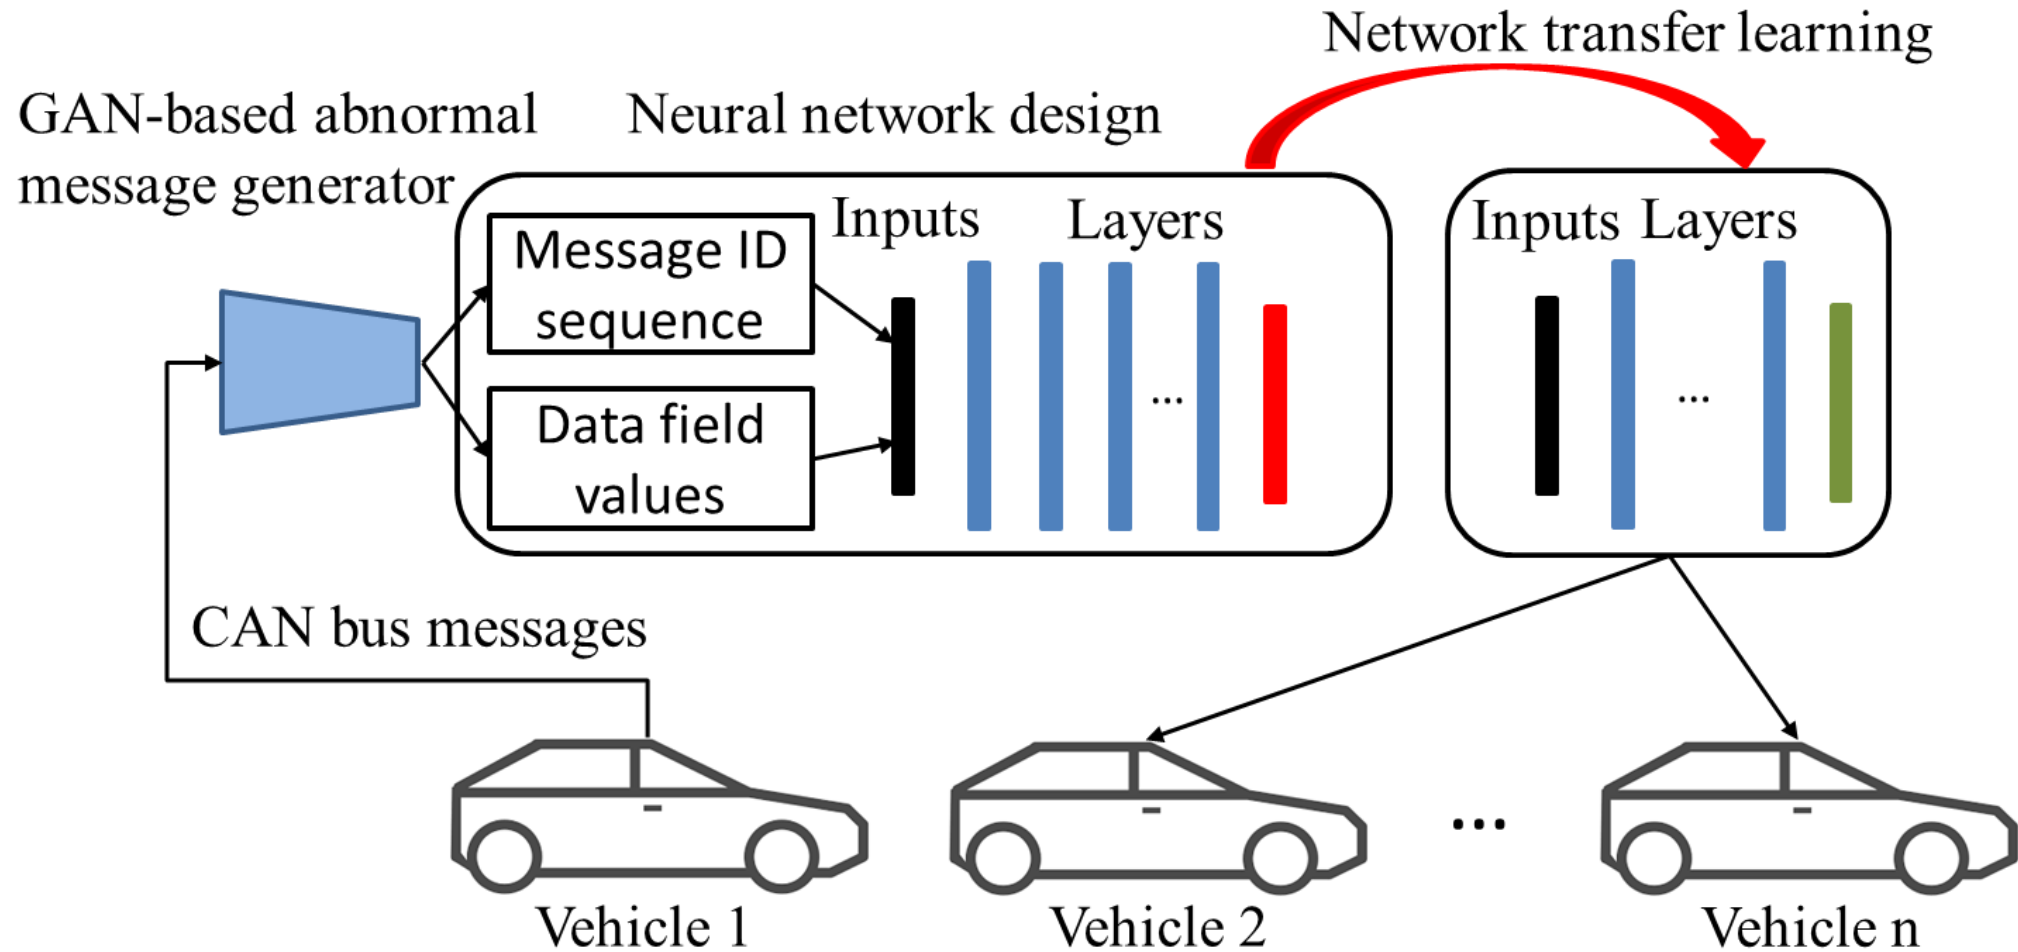 Network transfer learning
GAN-based abnormal
message generator
Neural network design
Message ID
sequence
Data field
values
Inputs
Layers
...
Inputs
Layers
...
CAN bus messages
Vehicle 1
Vehicle 2
...
Vehicle n